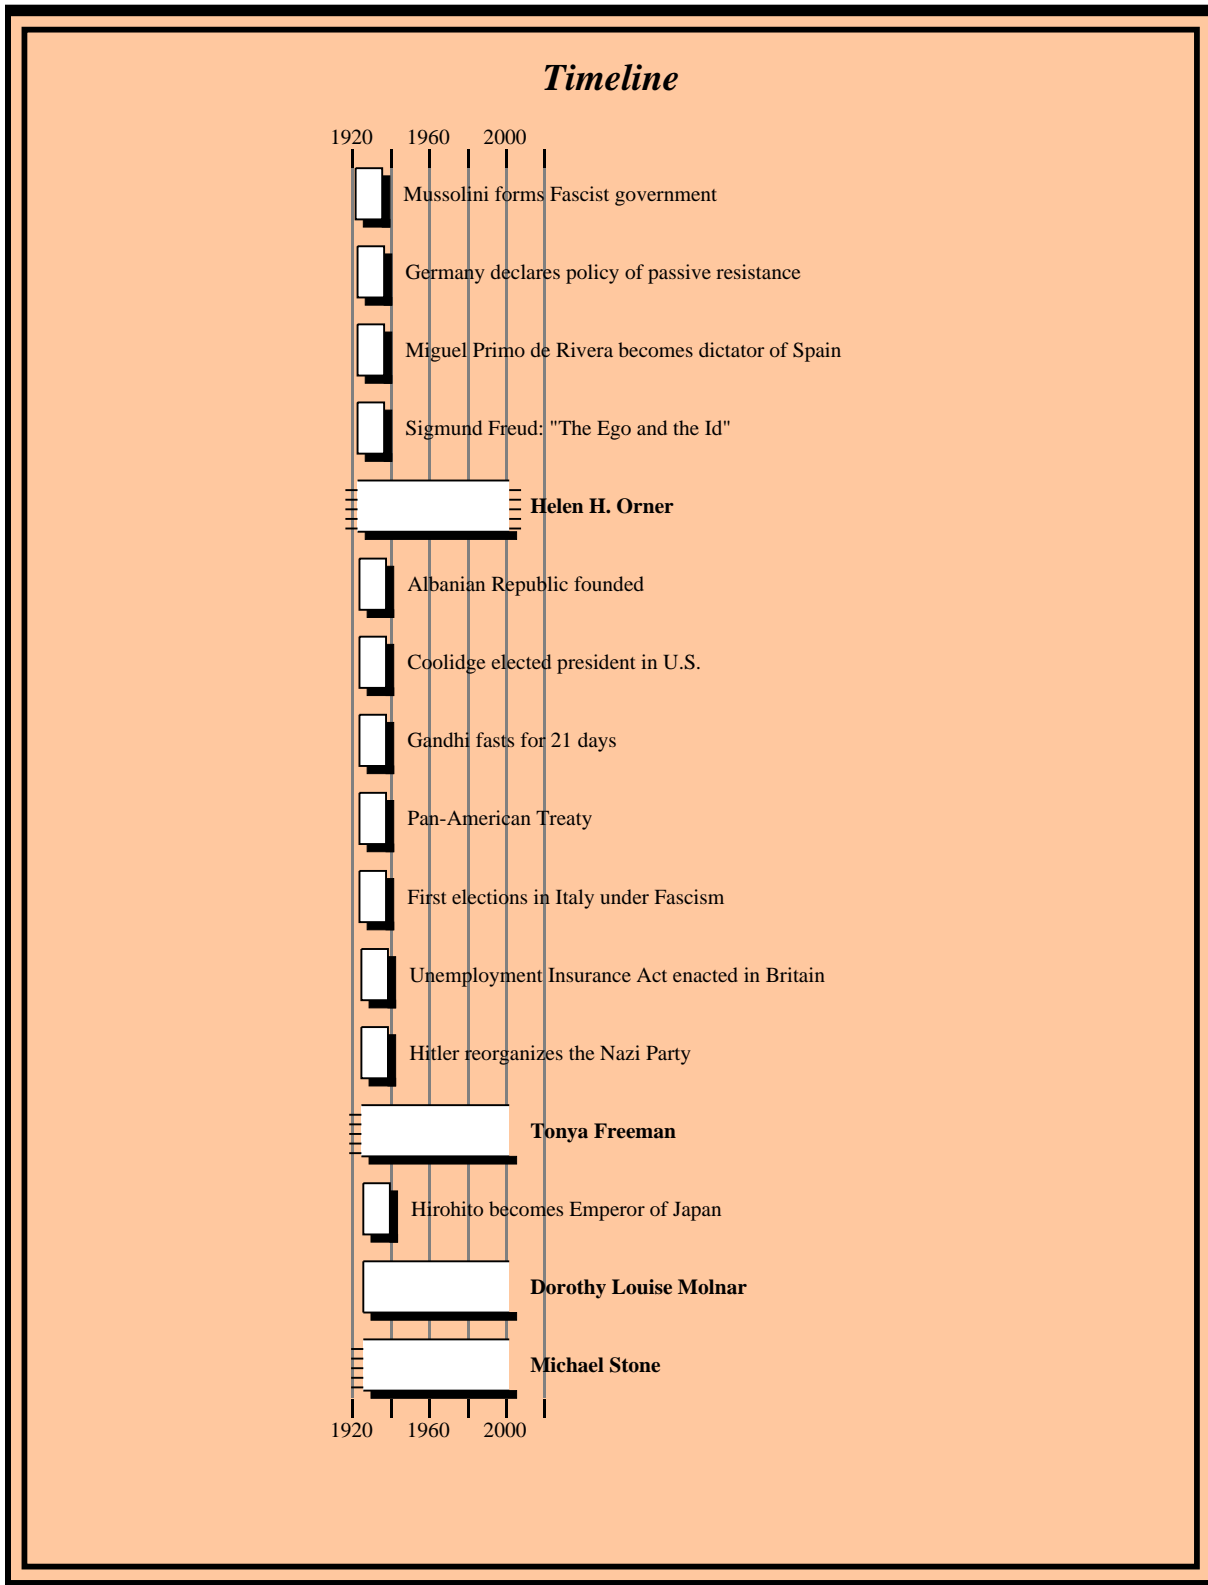 Timeline
1920 1960 2000
Mussolini forms Fascist government
Germany declares policy of passive resistance
Miguel Primo de Rivera becomes dictator of Spain
Sigmund Freud: "The Ego and the Id"
Helen H. Orner
Albanian Republic founded
Coolidge elected president in U.S.
Gandhi fasts for 21 days
Pan-American Treaty
First elections in Italy under Fascism
Unemployment Insurance Act enacted in Britain
Hitler reorganizes the Nazi Party
Tonya Freeman
Hirohito becomes Emperor of Japan
Dorothy Louise Molnar
Michael Stone
1920 1960 2000